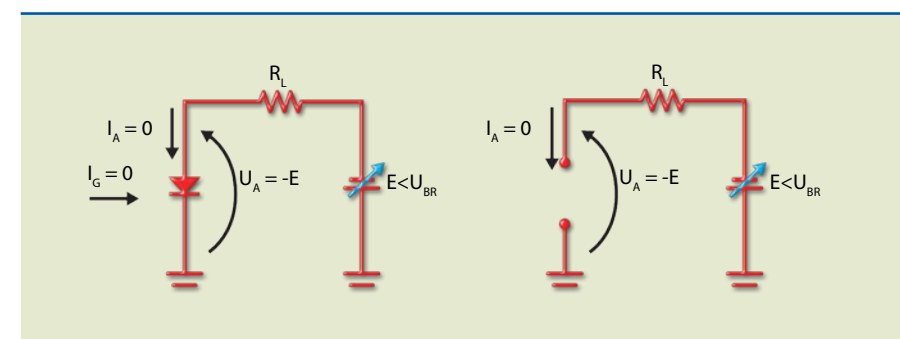 R_L
I_A = 0
I_G = 0
U_A = -E
E<U_BR
R_L
I_A = 0
U_A = -E
E<U_BR